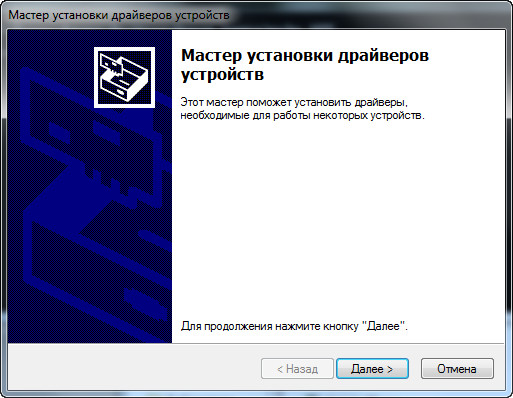 Мастер установки драйверов устройств
Мастер установки драйверов
устройств
Этот мастер поможет установить драйверы,
необходимые для работы некоторых устройств.
Для продолжения нажмите кнопку "Далее".
< Назад
Далее >
Отмена